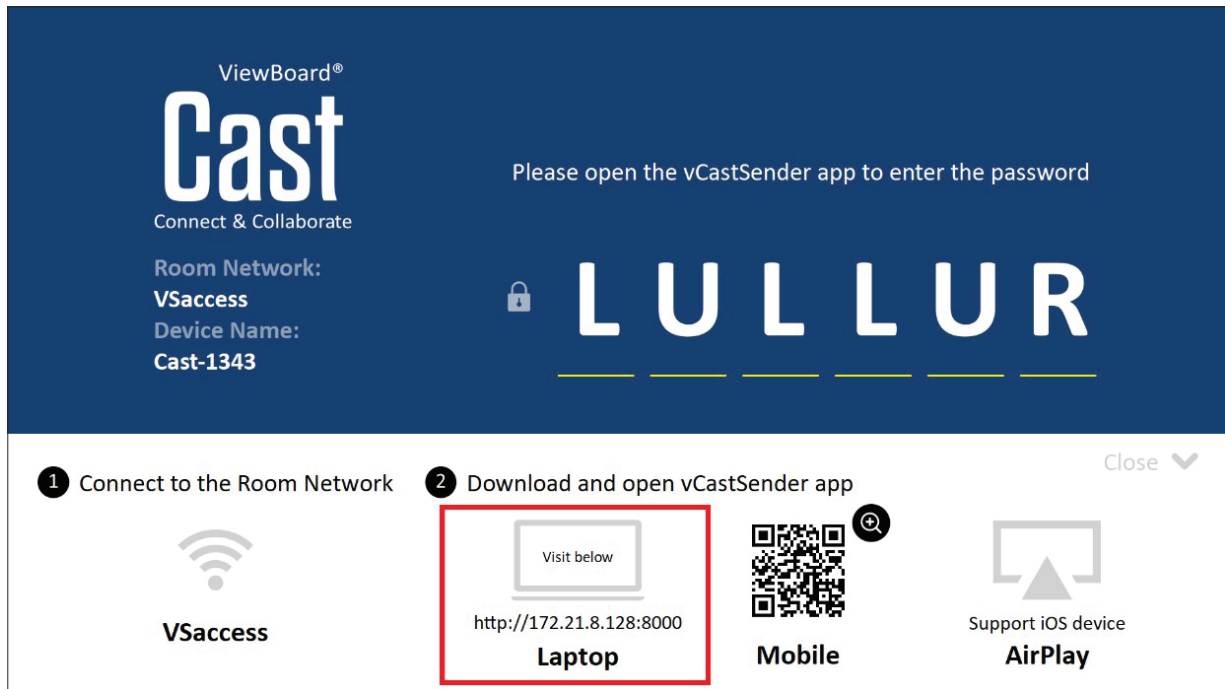 ViewBoard®
Cast
Connect & Collaborate
Room Network:
VSaccess
Device Name:
Cast-1343
Please open the vCastSender app to enter the password
L U L L U R
Close
1 Connect to the Room Network
VSaccess
2 Download and open vCastSender app
Visit below
http://172.21.8.128:8000
Laptop
Mobile
Support iOS device
AirPlay